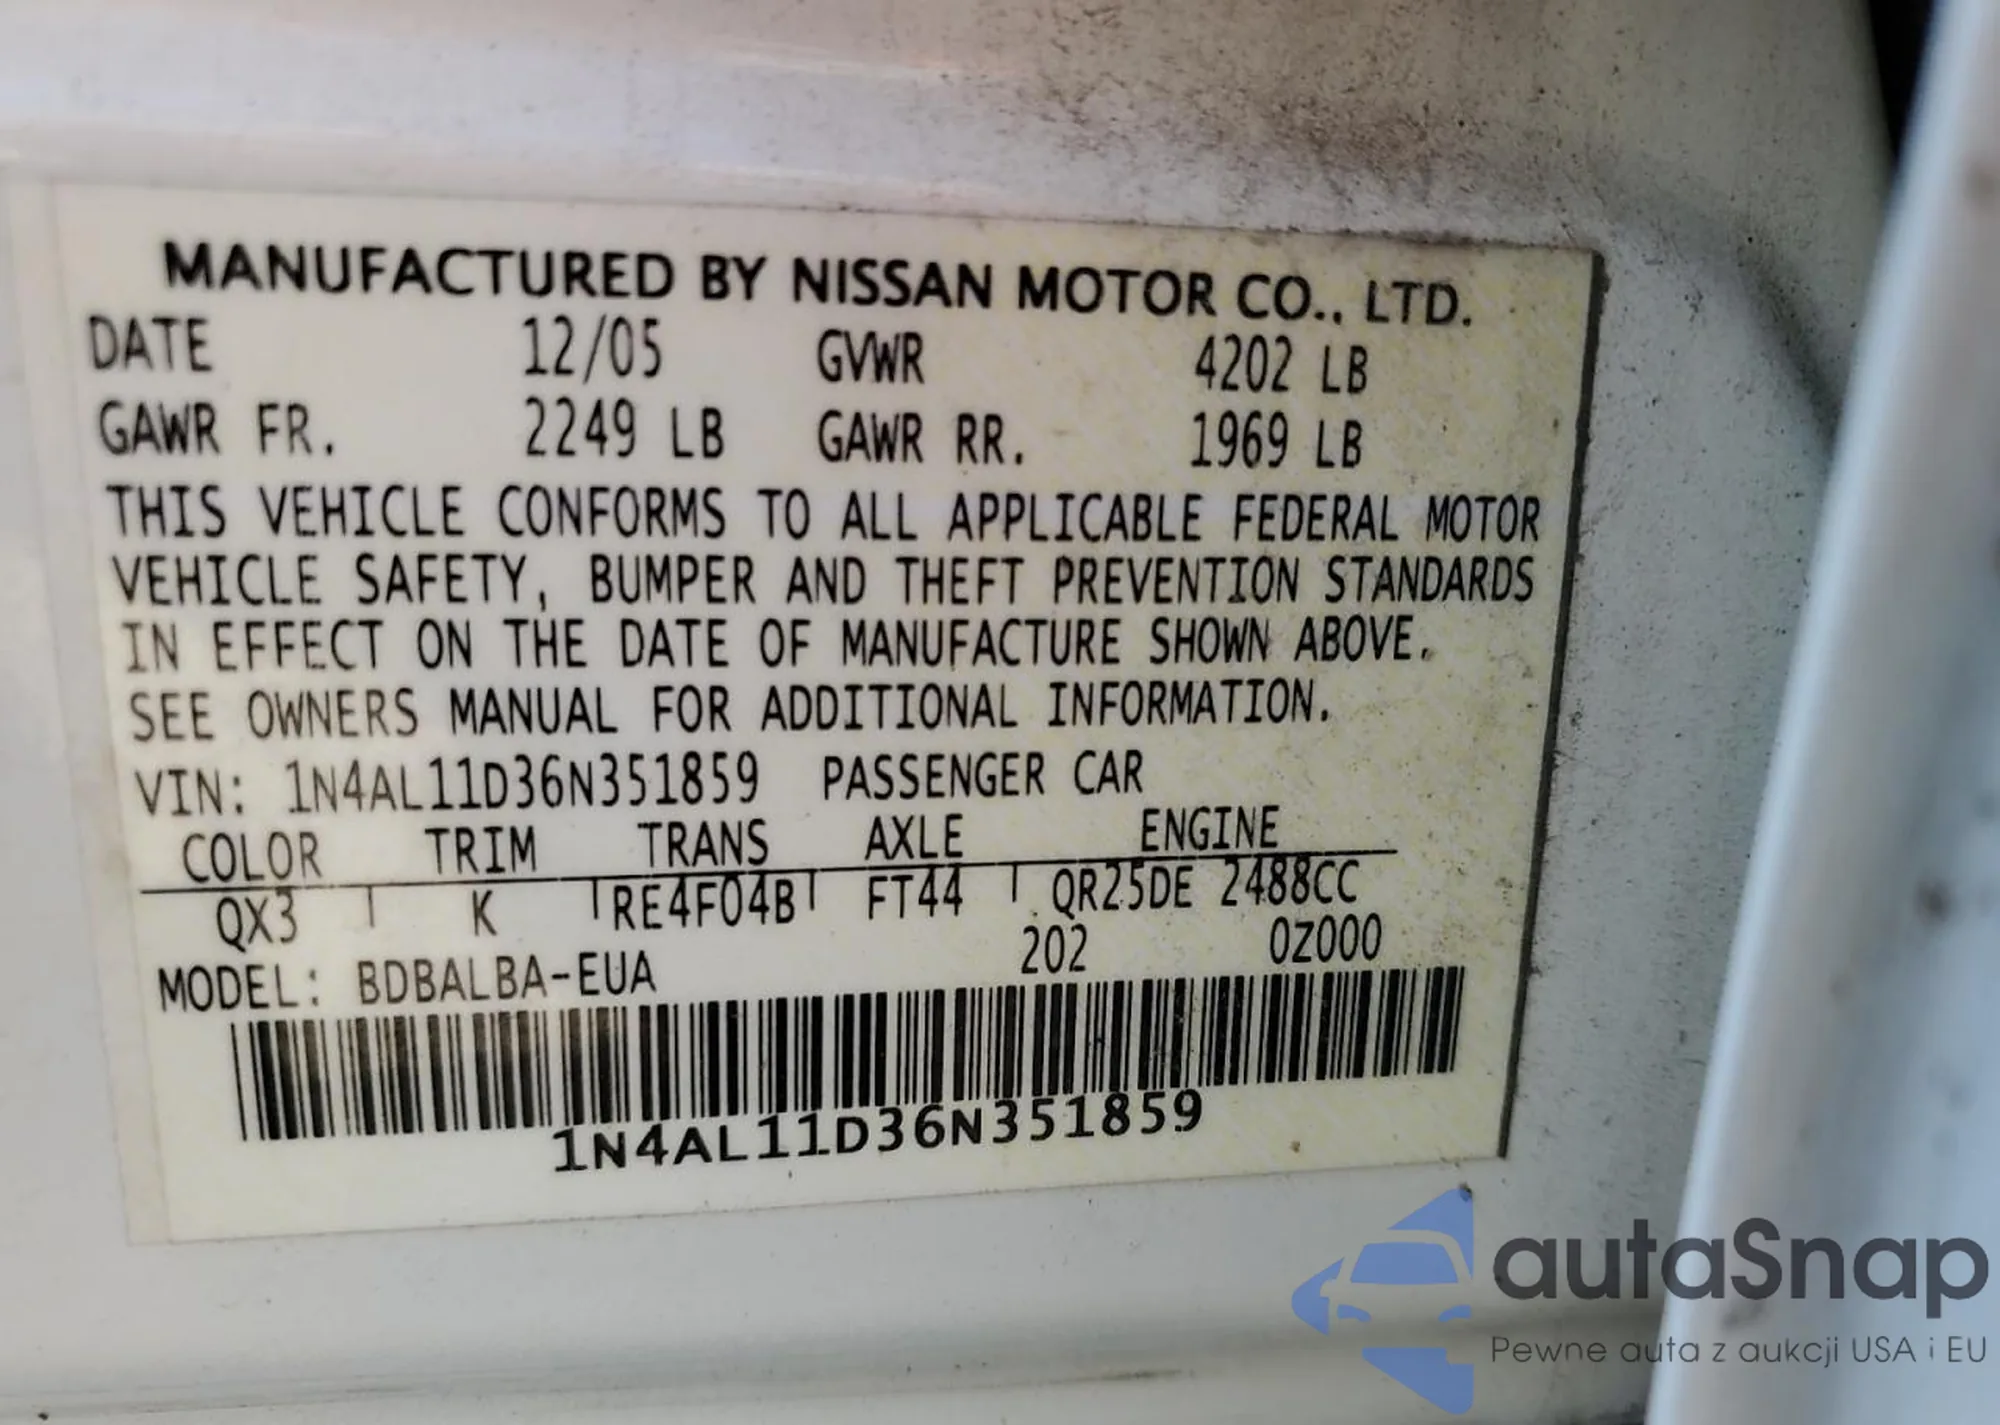 MANUFACTURED BY NISSAN MOTOR CO., LTD.
DATE 12/05 GVWR 4202 LB
GAWR FR. 2249 LB GAWR RR. 1969 LB
THIS VEHICLE CONFORMS TO ALL APPLICABLE FEDERAL MOTOR
VEHICLE SAFETY, BUMPER AND THEFT PREVENTION STANDARDS
IN EFFECT ON THE DATE OF MANUFACTURE SHOWN ABOVE.
SEE OWNERS MANUAL FOR ADDITIONAL INFORMATION.
VIN: 1N4AL11D36N351859 PASSENGER CAR
COLOR TRIM TRANS AXLE ENGINE
QX3 K RE4F04B FT44 QR25DE 2488CC
202 0Z000
MODEL: BDBALBA-EUA
1N4AL11D36N351859
autaSnap
Pewne auta z aukcji USA i EU